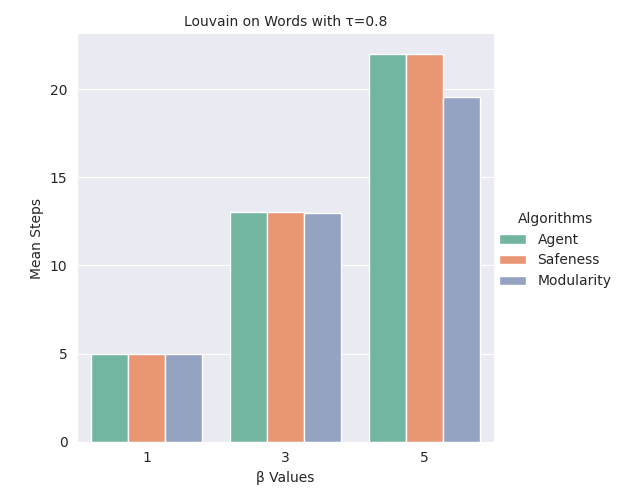 Louvain on Words with τ=0.8
20
15
10
5
0
Mean Steps
1 3 5
β Values
Algorithms
Agent
Safeness
Modularity